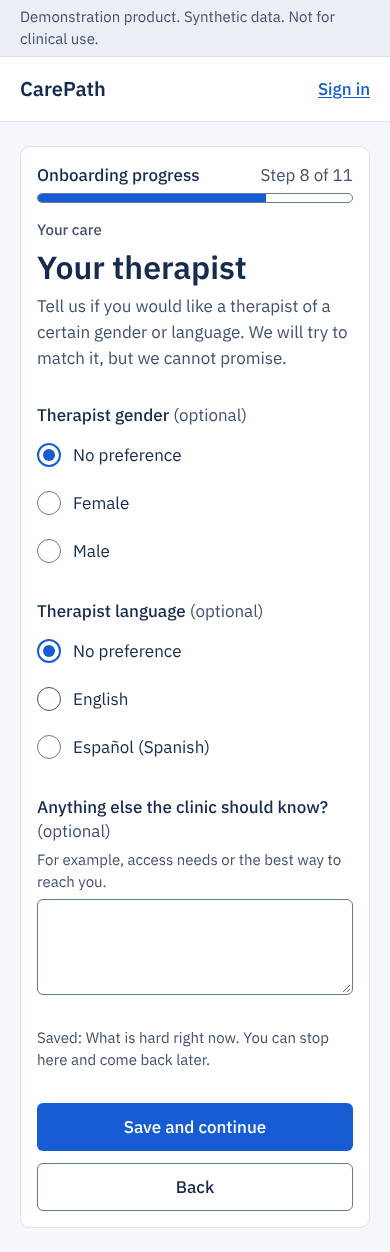 Demonstration product. Synthetic data. Not for
clinical use.
CarePath
Sign in
Onboarding progress
Step 8 of 11
Your care
Your therapist
Tell us if you would like a therapist of a
certain gender or language. We will try to
match it, but we cannot promise.
Therapist gender (optional)
No preference
Female
Male
Therapist language (optional)
No preference
English
Español (Spanish)
Anything else the clinic should know?
(optional)
For example, access needs or the best way to
reach you.
Saved: What is hard right now. You can stop
here and come back later.
Save and continue
Back